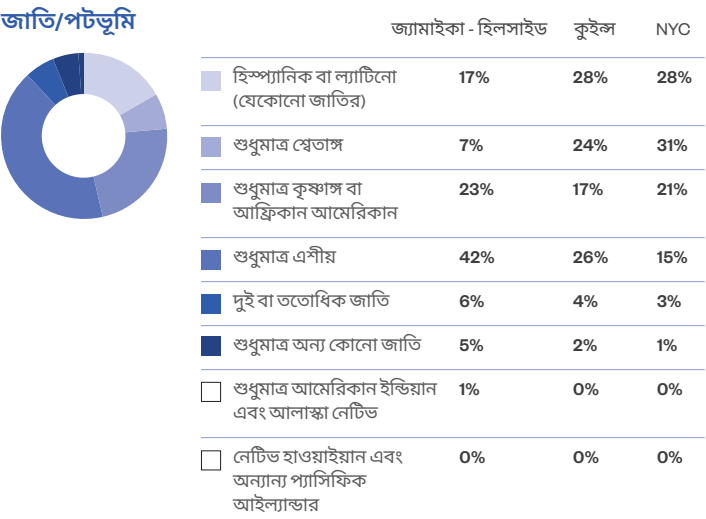 জাতি/পটভূমি
জ্যামাইকা - হিলসাইড কুইন্স NYC
হিস্প্যানিক বা ল্যাটিনো 17% 28% 28%
(যেকোনো জাতির)
শুধুমাত্র শ্বেতাঙ্গ 7% 24% 31%
শুধুমাত্র কৃষ্ণাঙ্গ বা 23% 17% 21%
আফ্রিকান আমেরিকান
শুধুমাত্র এশীয় 42% 26% 15%
দুই বা ততোধিক জাতি 6% 4% 3%
শুধুমাত্র অন্য কোনো জাতি 5% 2% 1%
শুধুমাত্র আমেরিকান ইন্ডিয়ান 1% 0% 0%
এবং আলাস্কা নেটিভ
নেটিভ হাওয়াইয়ান এবং 0% 0% 0%
অন্যান্য প্যাসিফিক
আইল্যান্ডার